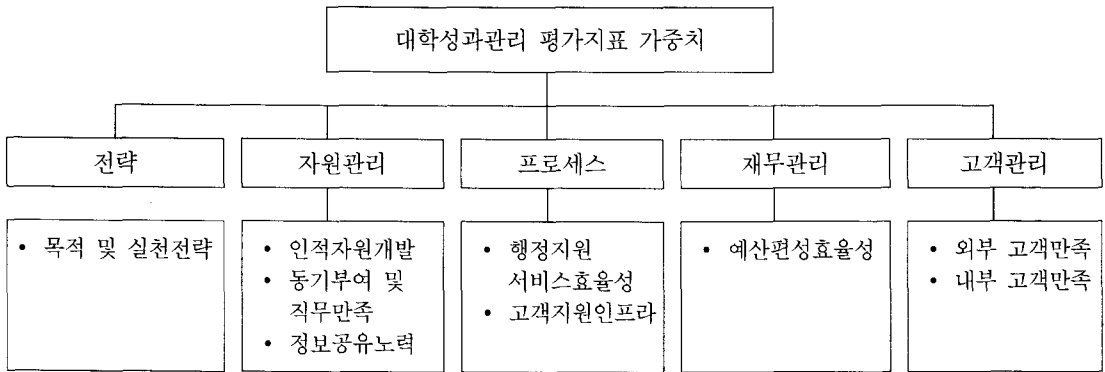 대학성과관리 평가지표 가중치
전략
자원관리
프로세스
재무관리
고객관리
• 목적 및 실천전략
• 인적자원개발
• 동기부여 및
직무만족
• 정보공유노력
• 행정지원
서비스효율성
• 고객지원인프라
• 예산편성효율성
• 외부 고객만족
• 내부 고객만족